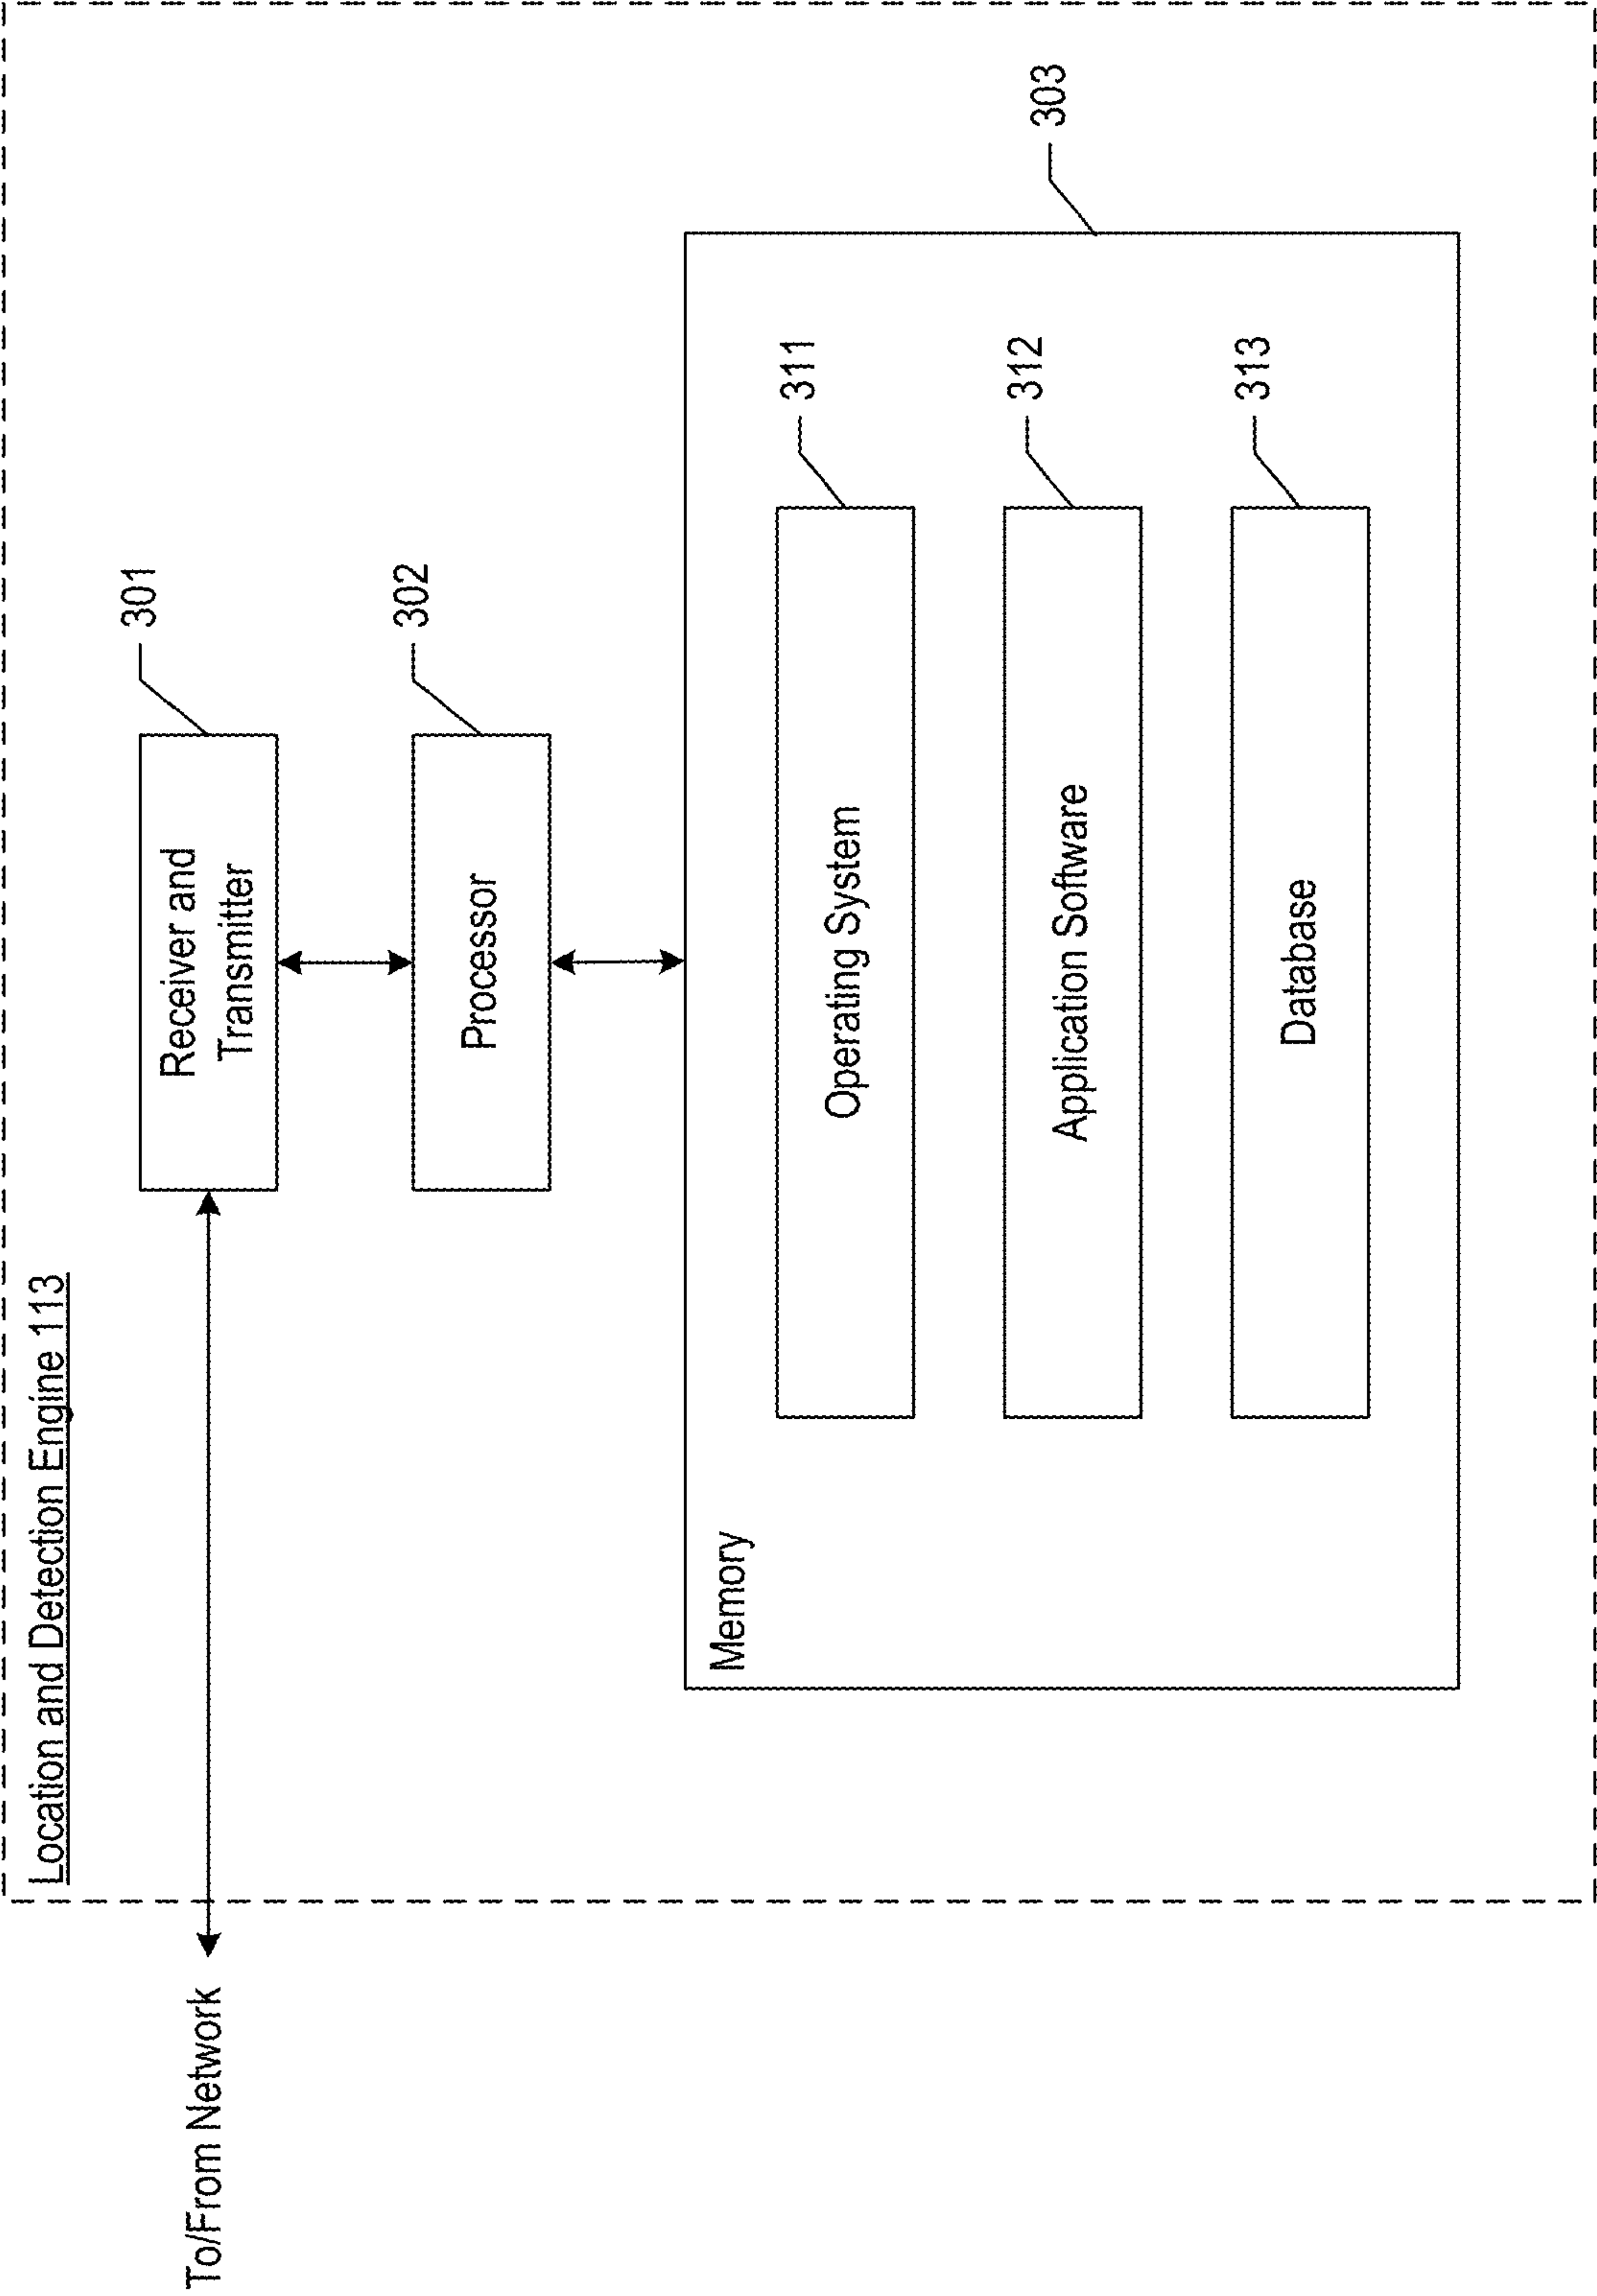 Location and Detection Engine 113
To/From Network
Receiver and
Transmitter
301
Processor
302
Memory
303
Operating System
311
Application Software
312
Database
313